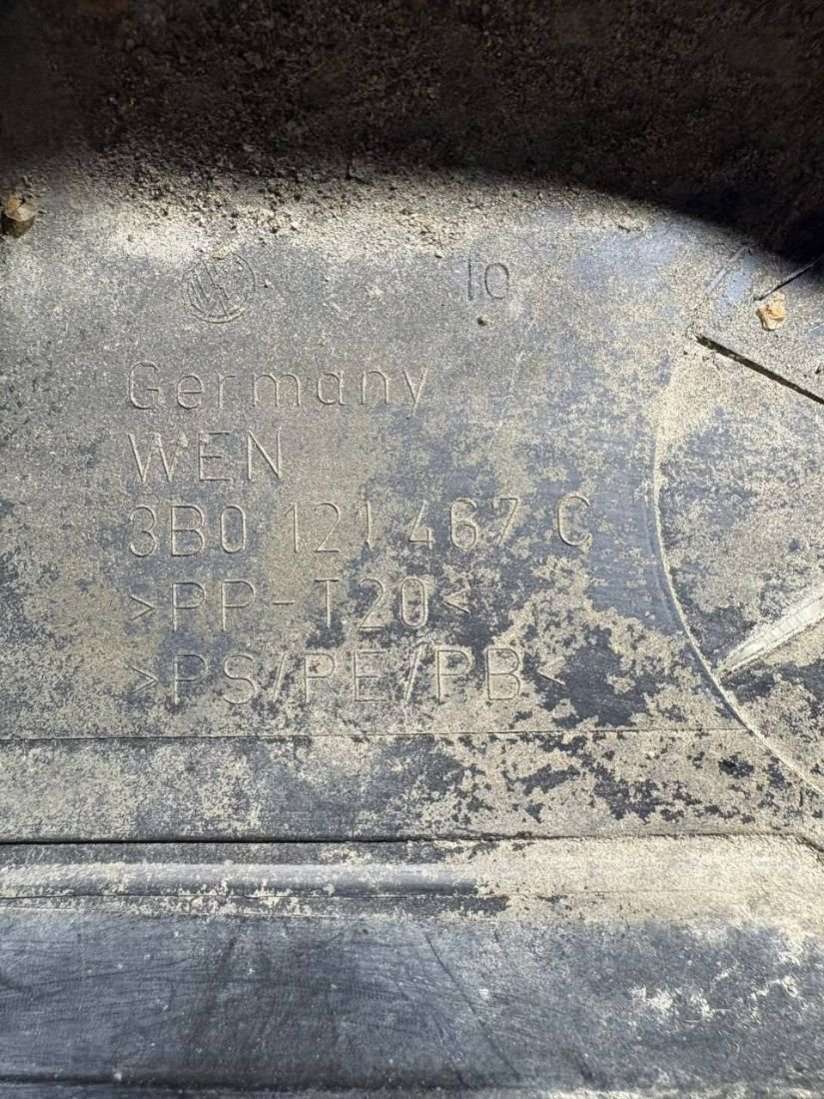 10
Germany
WEN
3B0 121 467 C
>PP-T20<
>PS/PE/PB<